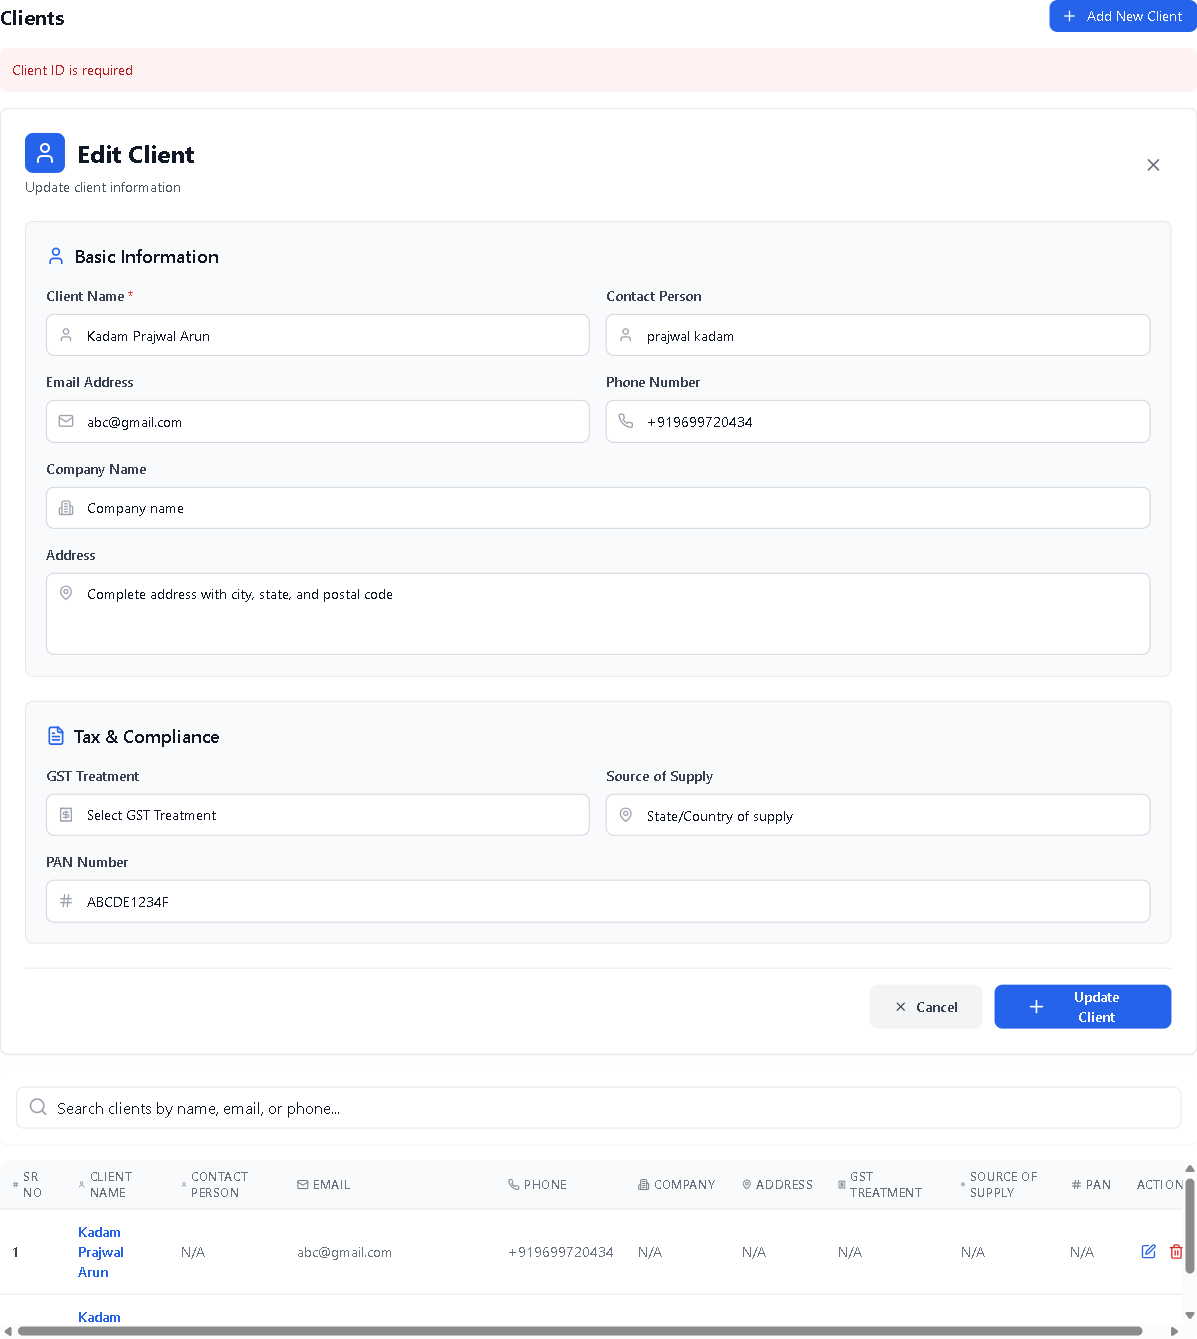 Clients
Add New Client
Client ID is required
Edit Client
Update client information
Basic Information
Client Name *
Contact Person
Kadam Prajwal Arun
prajwal kadam
Email Address
Phone Number
abc@gmail.com
+919699720434
Company Name
Company name
Address
Complete address with city, state, and postal code
Tax & Compliance
GST Treatment
Source of Supply
Select GST Treatment
State/Country of supply
PAN Number
ABCDE1234F
Cancel
Update
Client
Search clients by name, email, or phone...
SR
NO
CLIENT
NAME
CONTACT
PERSON
EMAIL
PHONE
COMPANY
ADDRESS
GST
TREATMENT
SOURCE OF
SUPPLY
PAN
ACTION
1
Kadam
Prajwal
Arun
N/A
abc@gmail.com
+919699720434
N/A
N/A
N/A
N/A
N/A
Kadam